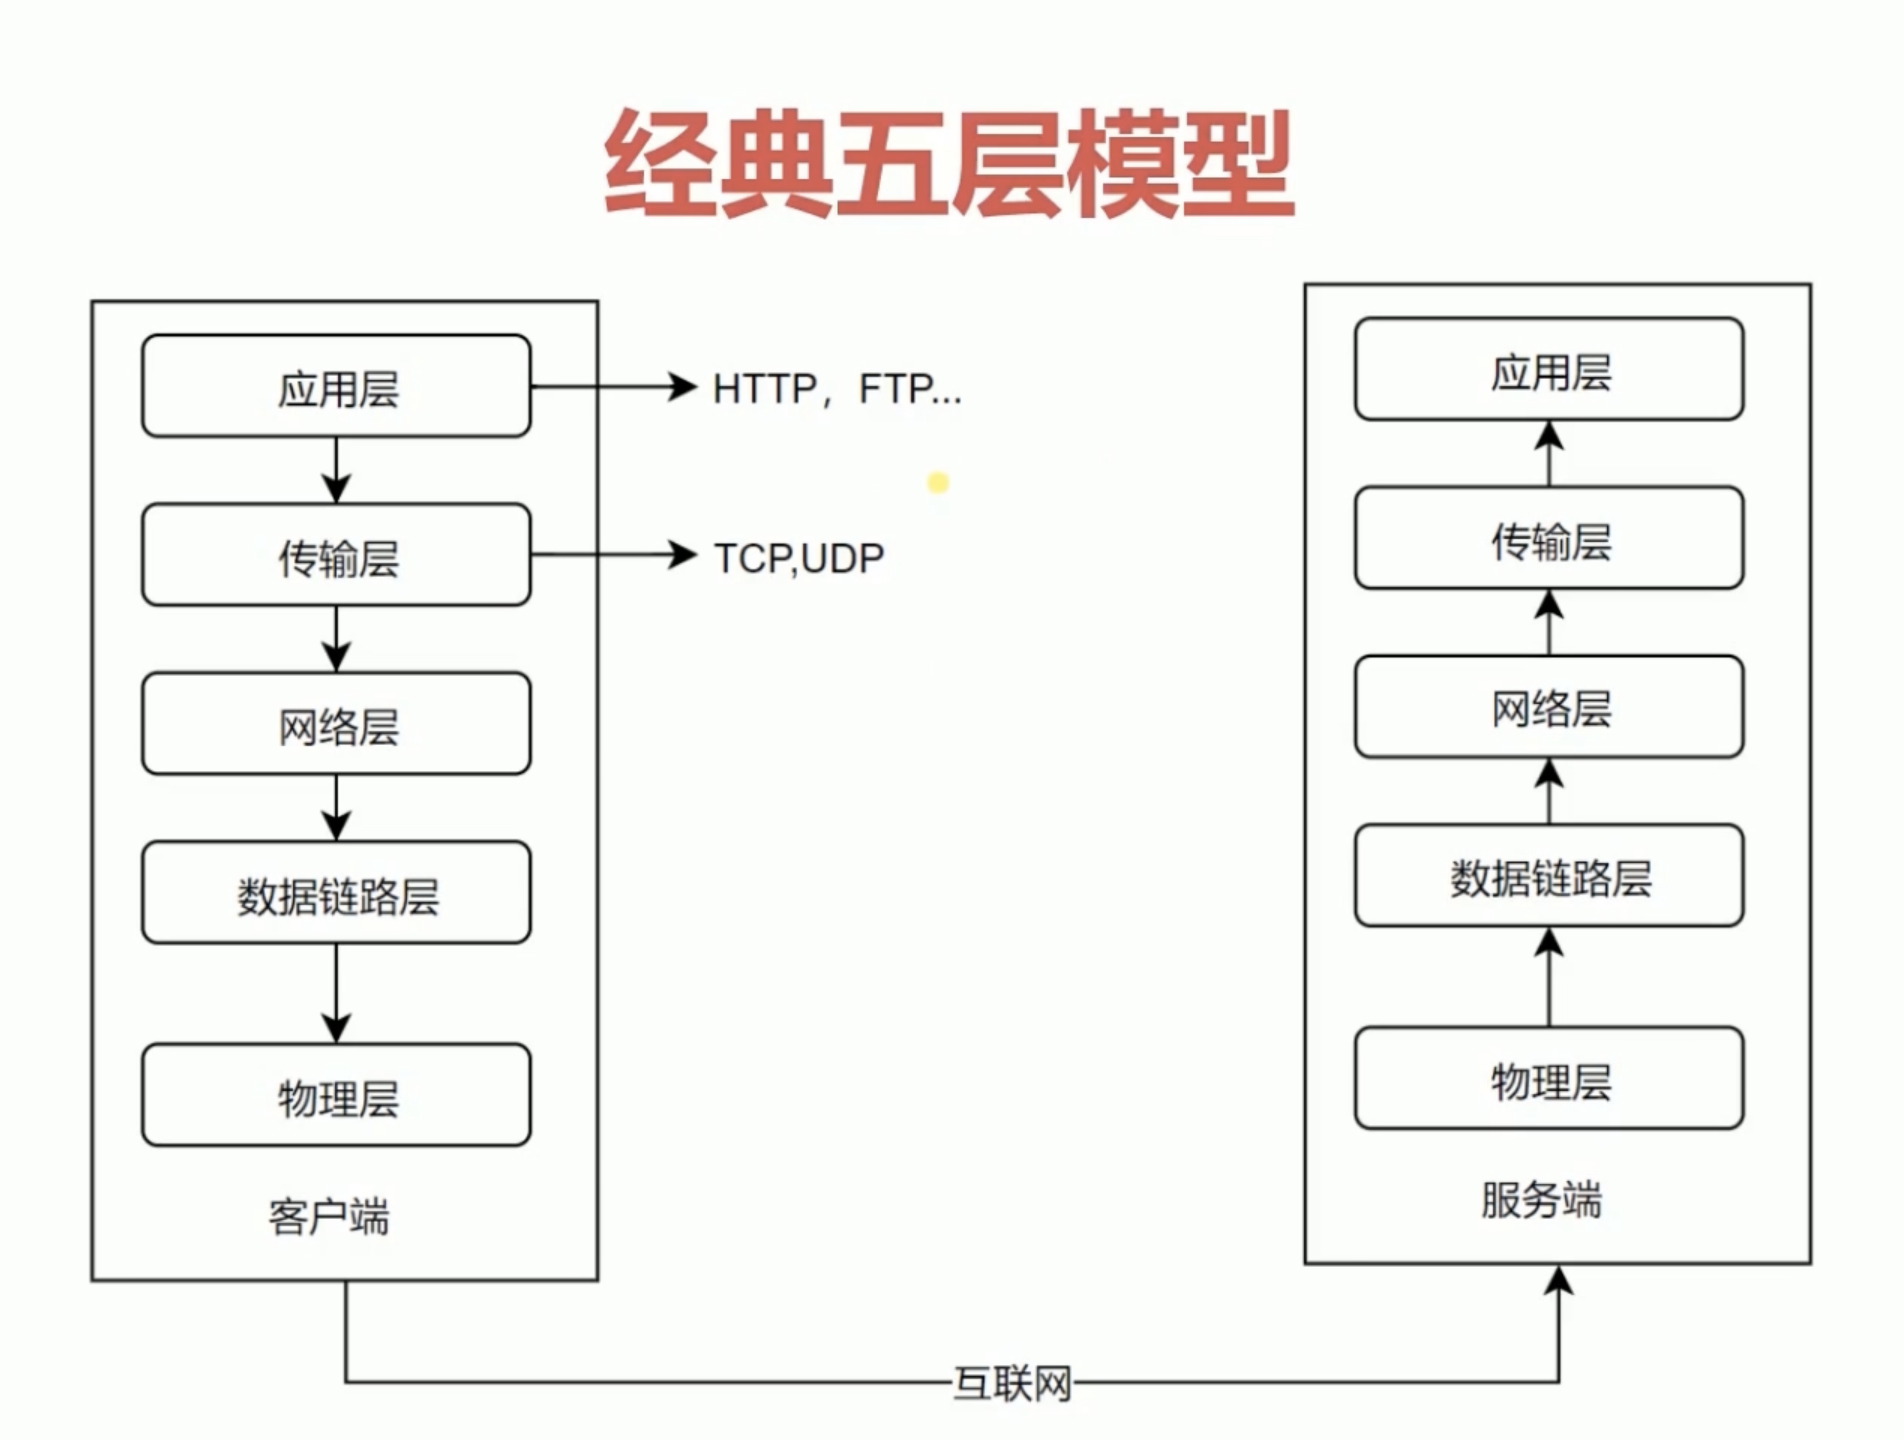 经典五层模型
应用层
HTTP，FTP...
传输层
TCP,UDP
网络层
数据链路层
物理层
客户端
应用层
传输层
网络层
数据链路层
物理层
服务端
互联网